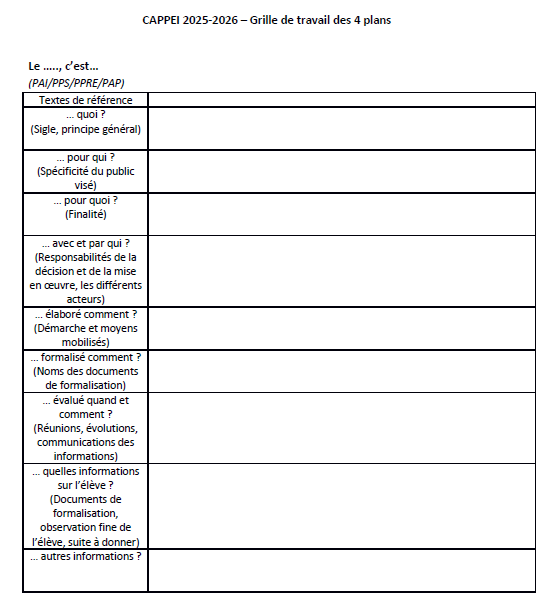 CAPPEI 2025-2026 – Grille de travail des 4 plans
Le ....., c'est...
(PAI/PPS/PPRE/PAP)
Textes de référence
... quoi ?
(Sigle, principe général)
... pour qui ?
(Spécificité du public
visé)
... pour quoi ?
(Finalité)
... avec et par qui ?
(Responsabilités de la
décision et de la mise
en œuvre, les différents
acteurs)
... élaboré comment ?
(Démarche et moyens
mobilisés)
... formalisé comment ?
(Noms des documents
de formalisation)
... évalué quand et
comment ?
(Réunions, évolutions,
communications des
informations)
... quelles informations
sur l'élève ?
(Documents de
formalisation,
observation fine de
l'élève, suite à donner)
... autres informations ?